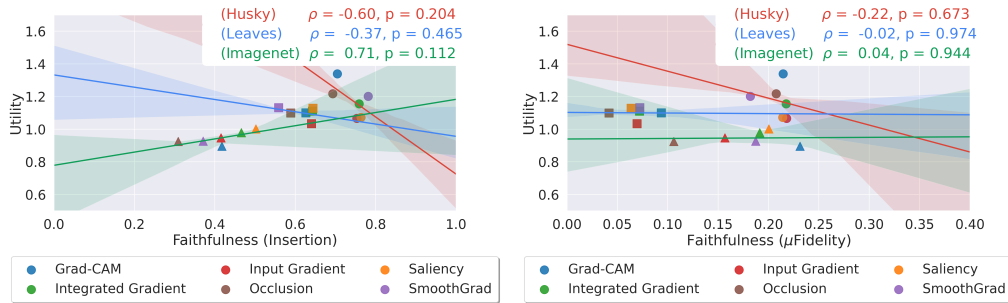 (Husky) ρ = -0.60, p = 0.204
(Leaves) ρ = -0.37, p = 0.465
(Imagenet) ρ = 0.71, p = 0.112
Utility
1.6
1.4
1.2
1.0
0.8
0.6
0.0 0.2 0.4 0.6 0.8 1.0
Faithfulness (Insertion)
Grad-CAM Input Gradient Saliency
Integrated Gradient Occlusion SmoothGrad
(Husky) ρ = -0.22, p = 0.673
(Leaves) ρ = -0.02, p = 0.974
(Imagenet) ρ = 0.04, p = 0.944
Utility
1.6
1.4
1.2
1.0
0.8
0.6
0.00 0.05 0.10 0.15 0.20 0.25 0.30 0.35 0.40
Faithfulness (μFidelity)
Grad-CAM Input Gradient Saliency
Integrated Gradient Occlusion SmoothGrad